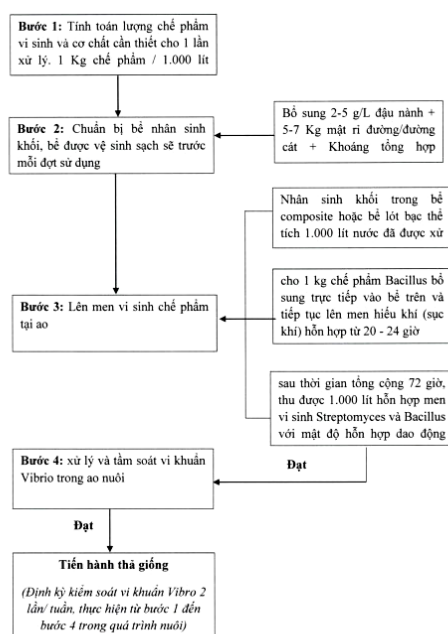 Bước 1: Tính toán lượng chế phẩm
vi sinh và cơ chất cần thiết cho 1 lần
xử lý. 1 Kg chế phẩm / 1.000 lít
Bước 2: Chuẩn bị bể nhân sinh
khối, bể được vệ sinh sạch sẽ trước
mỗi đợt sử dụng
Bổ sung 2-5 g/L đậu nành +
5-7 Kg mật rỉ đường/đường
cát + Khoáng tổng hợp
Nhân sinh khối trong bể
composite hoặc bể lót bạc thể
tích 1.000 lít nước đã được xử
Bước 3: Lên men vi sinh chế phẩm
tại ao
cho 1 kg chế phẩm Bacillus bổ
sung trực tiếp vào bể trên và
tiếp tục lên men hiếu khí (sục
khí) hỗn hợp từ 20 - 24 giờ
sau thời gian tổng cộng 72 giờ,
thu được 1.000 lít hỗn hợp men
vi sinh Streptomyces và Bacillus
với mật độ hỗn hợp dao động
Đạt
Bước 4: xử lý và tầm soát vi khuẩn
Vibrio trong ao nuôi
Đạt
Tiến hành thả giống
(Định kỳ kiểm soát vi khuẩn Vibro 2
lần/ tuần, thực hiện từ bước 1 đến
bước 4 trong quá trình nuôi)